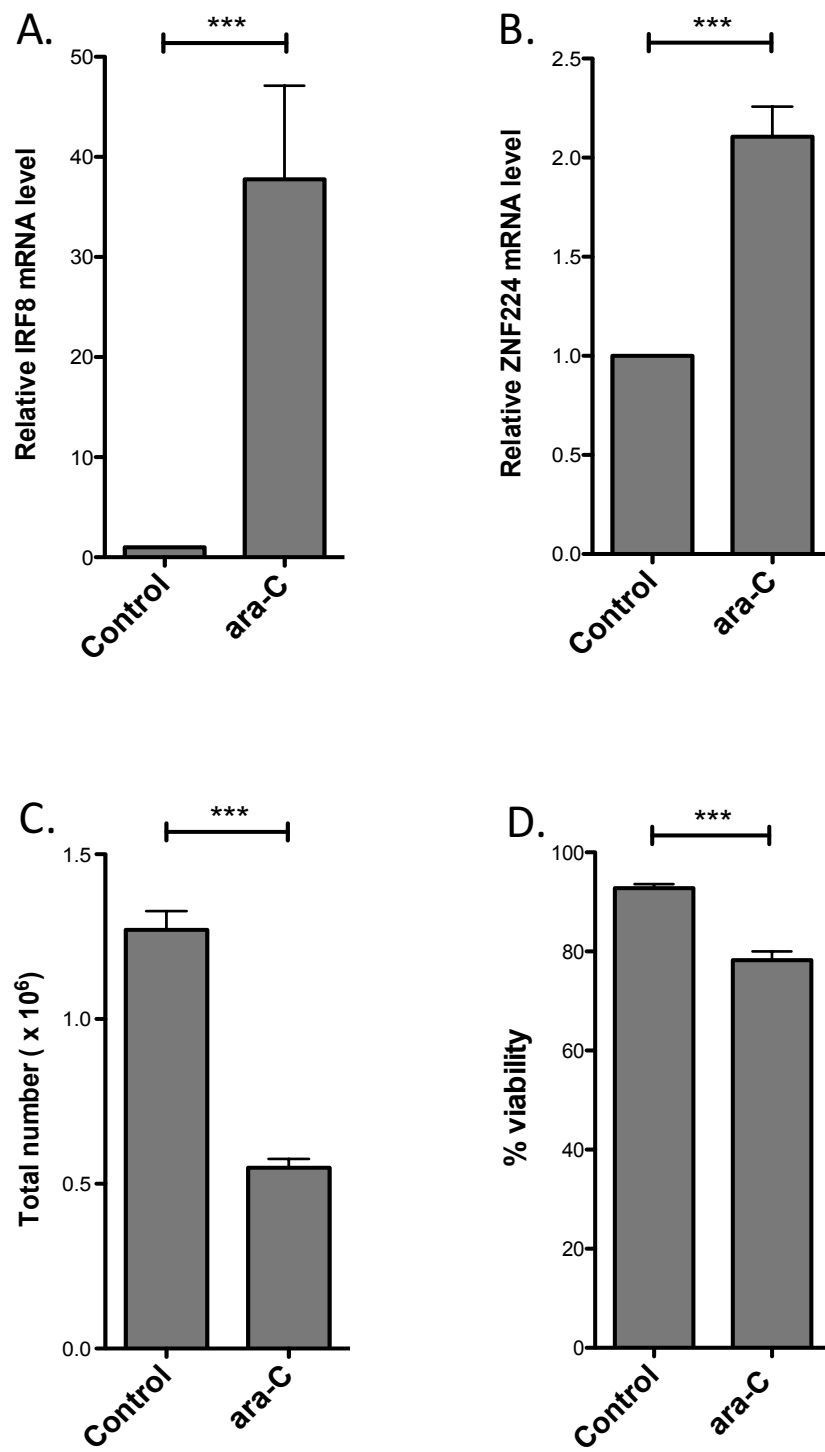 A.
***
Relative IRF8 mRNA level
50
40
30
20
10
0
Control
ara-C
B.
***
Relative ZNF224 mRNA level
2.5
2.0
1.5
1.0
0.5
0.0
Control
ara-C
C.
***
Total number ( x 10⁶)
1.5
1.0
0.5
0.0
Control
ara-C
D.
***
% viability
100
80
60
40
20
0
Control
ara-C